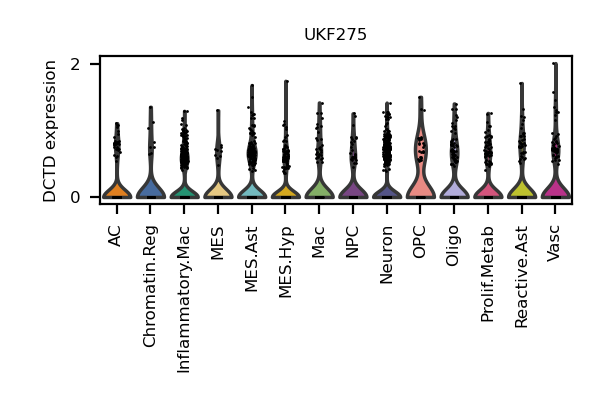 UKF275
DCTD expression
2
0
AC
Chromatin.Reg
Inflammatory.Mac
MES
MES.Ast
MES.Hyp
Mac
NPC
Neuron
OPC
Oligo
Prolif.Metab
Reactive.Ast
Vasc